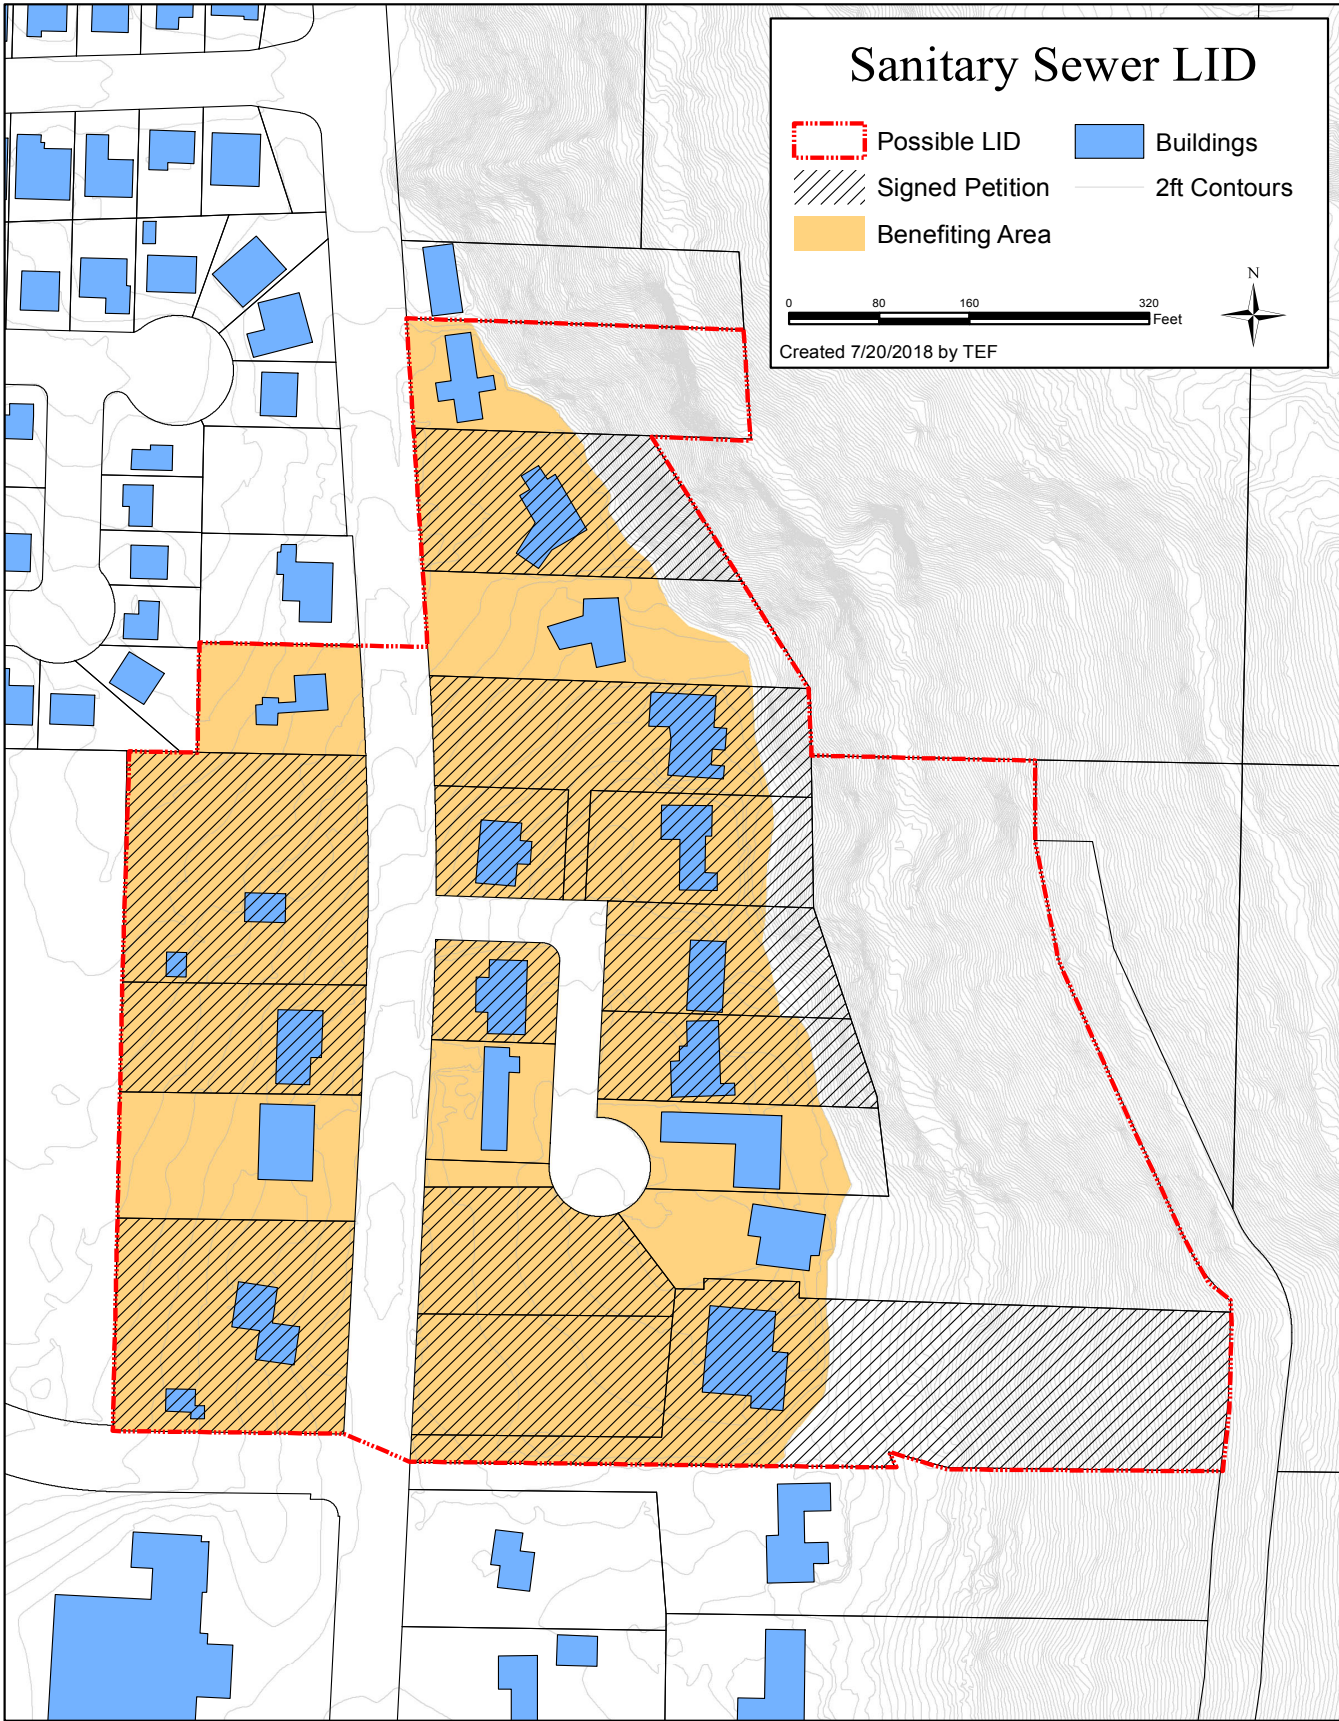 Sanitary Sewer LID
Possible LID
Buildings
Signed Petition
2ft Contours
Benefiting Area
N
0 80 160 320
Feet
Created 7/20/2018 by TEF